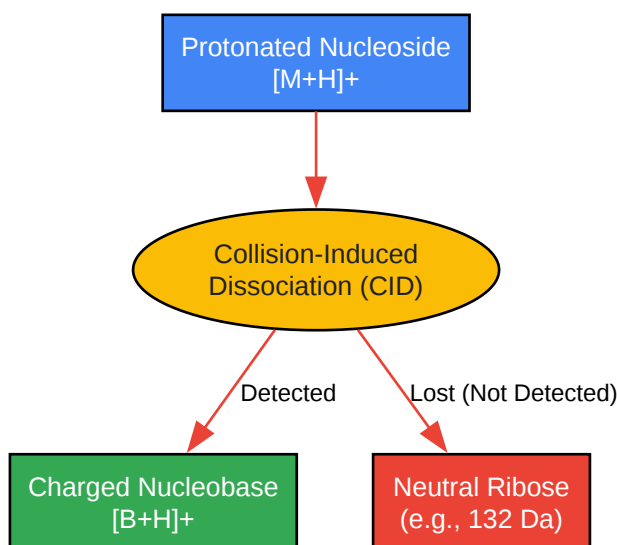 Protonated Nucleoside
[M+H]+
Collision-Induced
Dissociation (CID)
Detected
Lost (Not Detected)
Charged Nucleobase
[B+H]+
Neutral Ribose
(e.g., 132 Da)